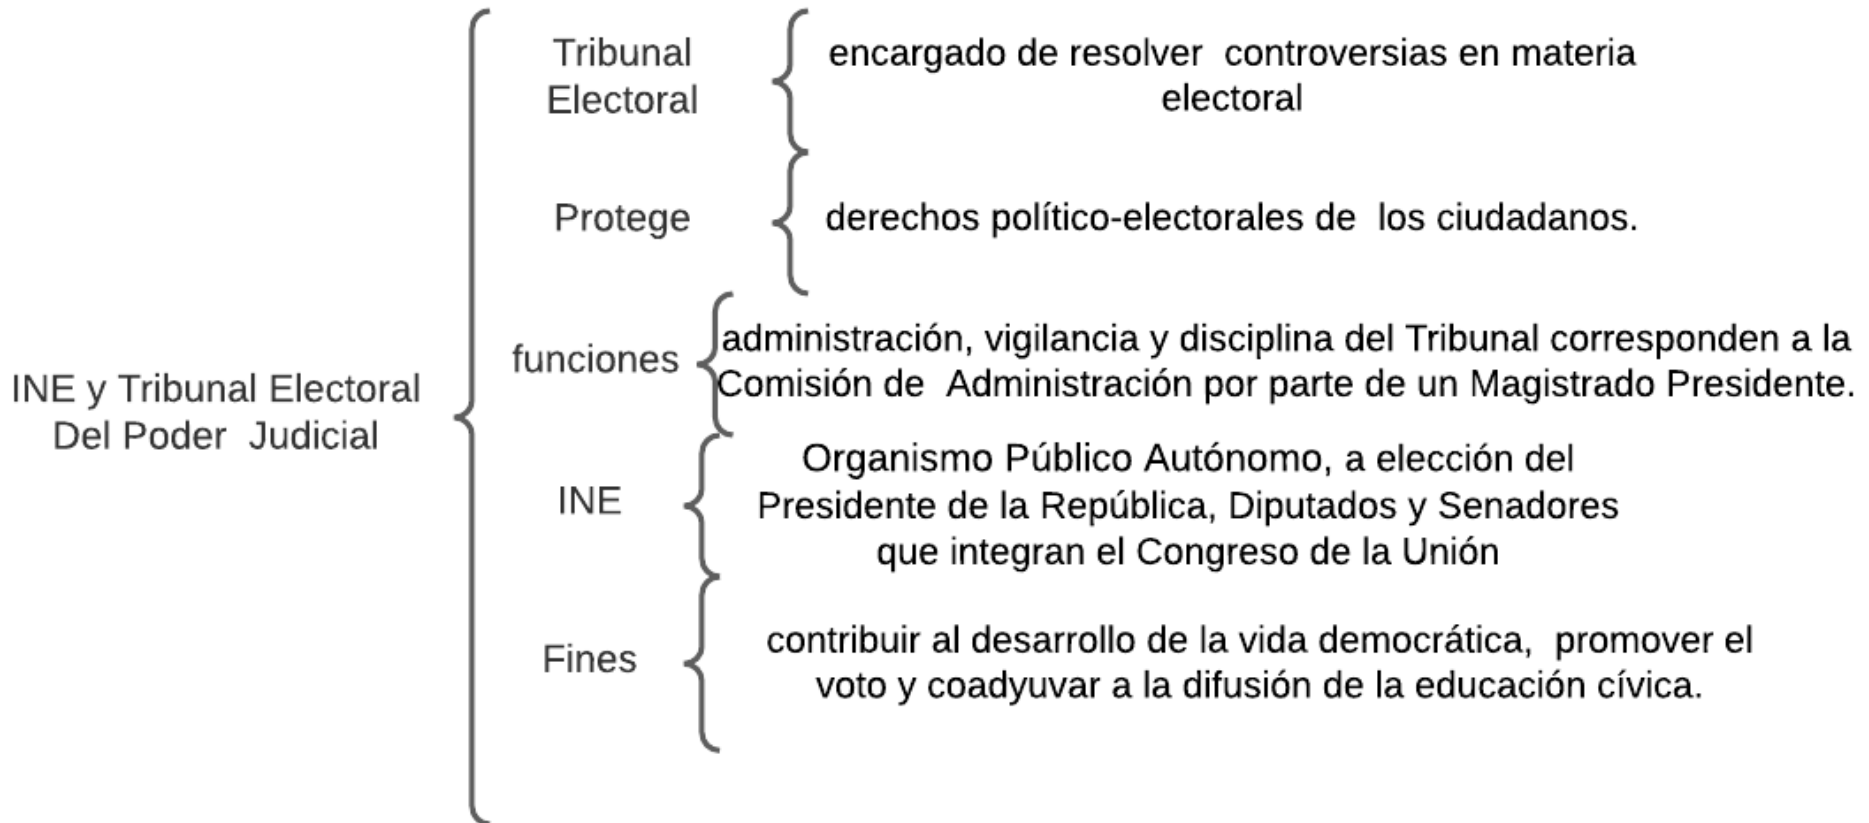 INE y Tribunal Electoral
Del Poder  Judicial
Tribunal
Electoral
encargado de resolver  controversias en materia
electoral
Protege
derechos político-electorales de  los ciudadanos.
funciones
administración, vigilancia y disciplina del Tribunal corresponden a la
Comisión de  Administración por parte de un Magistrado Presidente.
INE
Organismo Público Autónomo, a elección del
Presidente de la República, Diputados y Senadores
que integran el Congreso de la Unión
Fines
contribuir al desarrollo de la vida democrática,  promover el
voto y coadyuvar a la difusión de la educación cívica.